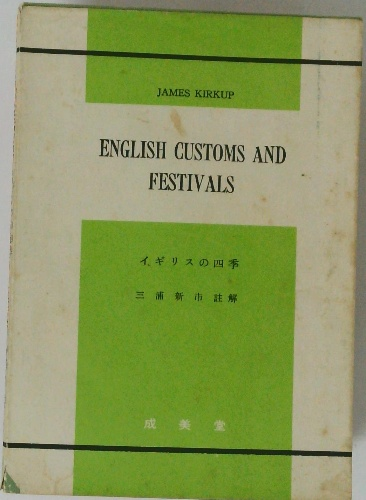 JAMES KIRKUP
ENGLISH CUSTOMS AND
FESTIVALS
イギリスの四季
三浦新市註解
成美堂